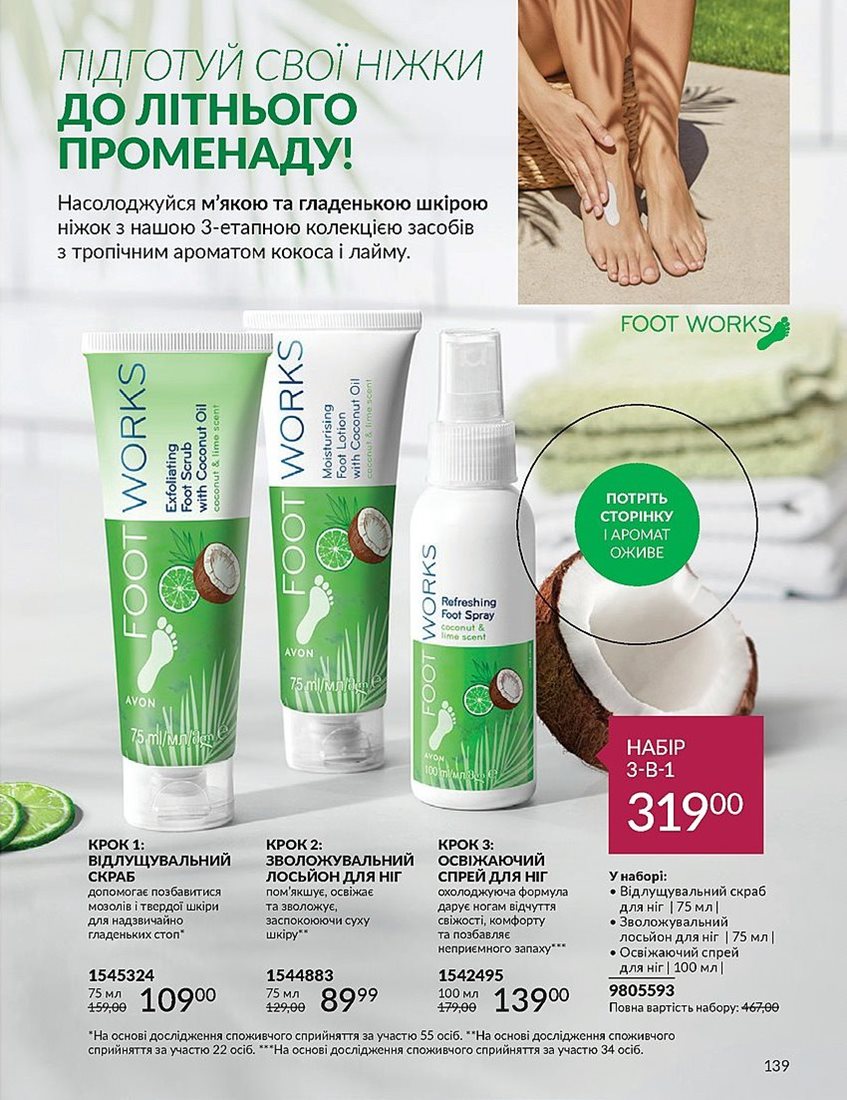 ПІДГОТУЙ СВОЇ НІЖКИ
ДО ЛІТНЬОГО
ПРОМЕНАДУ!
Насолоджуйся м’якою та гладенькою шкірою
ніжок з нашою 3-етапною колекцією засобів
з тропічним ароматом кокоса і лайму.
FOOT WORKS
FOOT WORKS
Exfoliating
Foot Scrub
with Coconut Oil
coconut & lime scent
AVON
75 ml/мл/მლ e
FOOT WORKS
Moisturising
Foot Lotion
with Coconut Oil
coconut & lime scent
AVON
75 ml/мл/მლ
FOOT WORKS
Refreshing
Foot Spray
coconut &
lime scent
AVON
100 ml/мл/მლ e
ПОТРІТЬ
СТОРІНКУ
І АРОМАТ
ОЖИВЕ
НАБІР
3-В-1
31900
КРОК 1:
ВІДЛУЩУВАЛЬНИЙ
СКРАБ
допомагає позбавитися
мозолів і твердої шкіри
для надзвичайно
гладеньких стоп*
1545324
75 мл
159,00
10900
КРОК 2:
ЗВОЛОЖУВАЛЬНИЙ
ЛОСЬЙОН ДЛЯ НІГ
пом’якшує, освіжає
та зволожує,
заспокоюючи суху
шкіру**
1544883
75 мл
129,00
8999
КРОК 3:
ОСВІЖАЮЧИЙ
СПРЕЙ ДЛЯ НІГ
охолоджуюча формула
дарує ногам відчуття
свіжості, комфорту
та позбавляє
неприємного запаху***
1542495
100 мл
179,00
13900
У наборі:
• Відлущувальний скраб
для ніг | 75 мл |
• Зволожувальний
лосьйон для ніг | 75 мл |
• Освіжаючий спрей
для ніг | 100 мл |
9805593
Повна вартість набору: 467,00
*На основі дослідження споживчого сприйняття за участю 55 осіб. **На основі дослідження споживчого
сприйняття за участю 22 осіб. ***На основі дослідження споживчого сприйняття за участю 34 осіб.
139